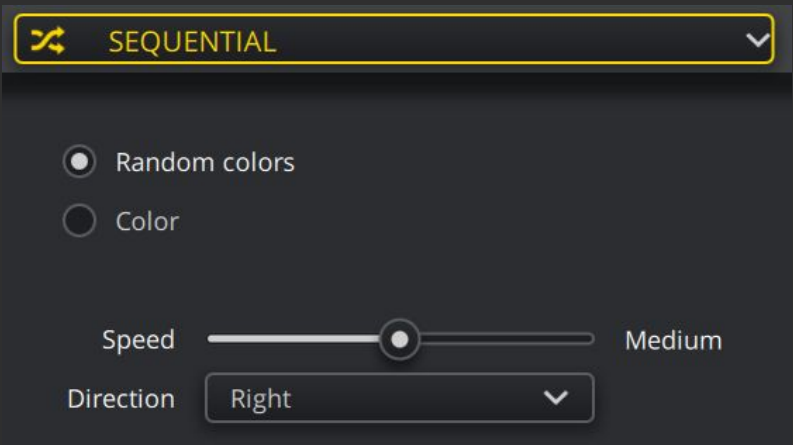 SEQUENTIAL
Random colors
Color
Speed Medium
Direction Right